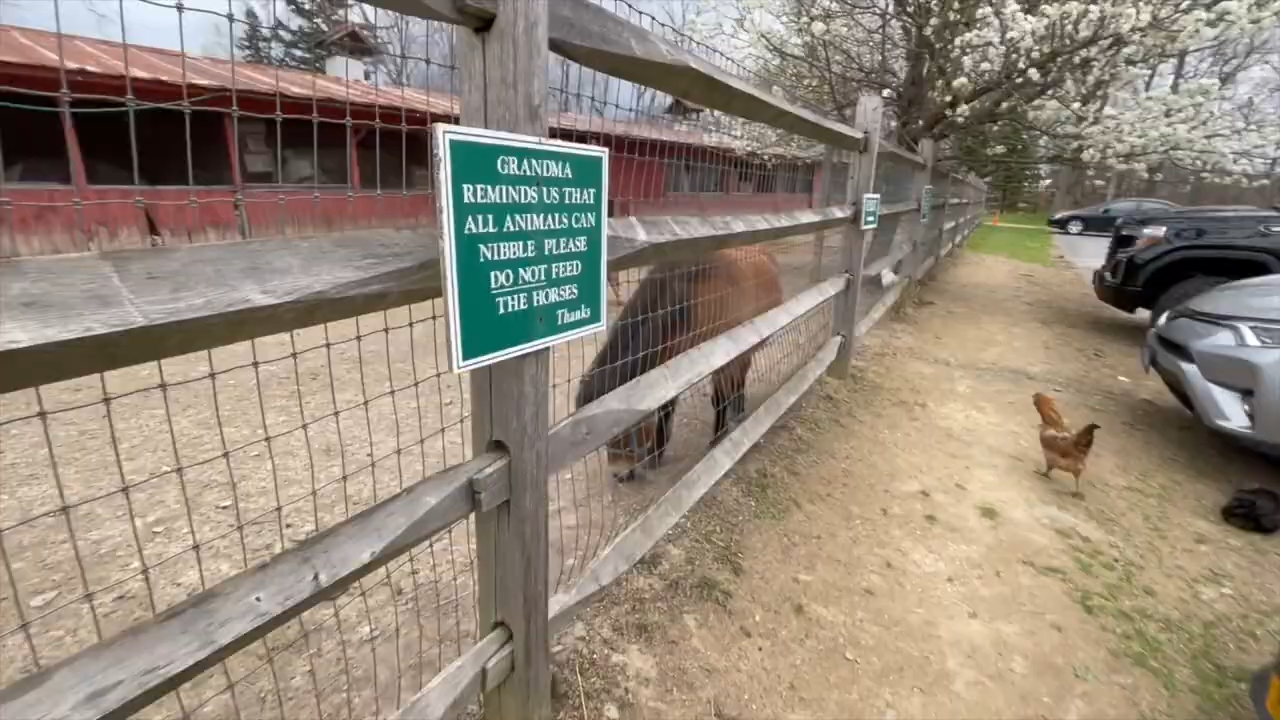 GRANDMA
REMINDS US THAT
ALL ANIMALS CAN
NIBBLE PLEASE
DO NOT FEED
THE HORSES
Thanks